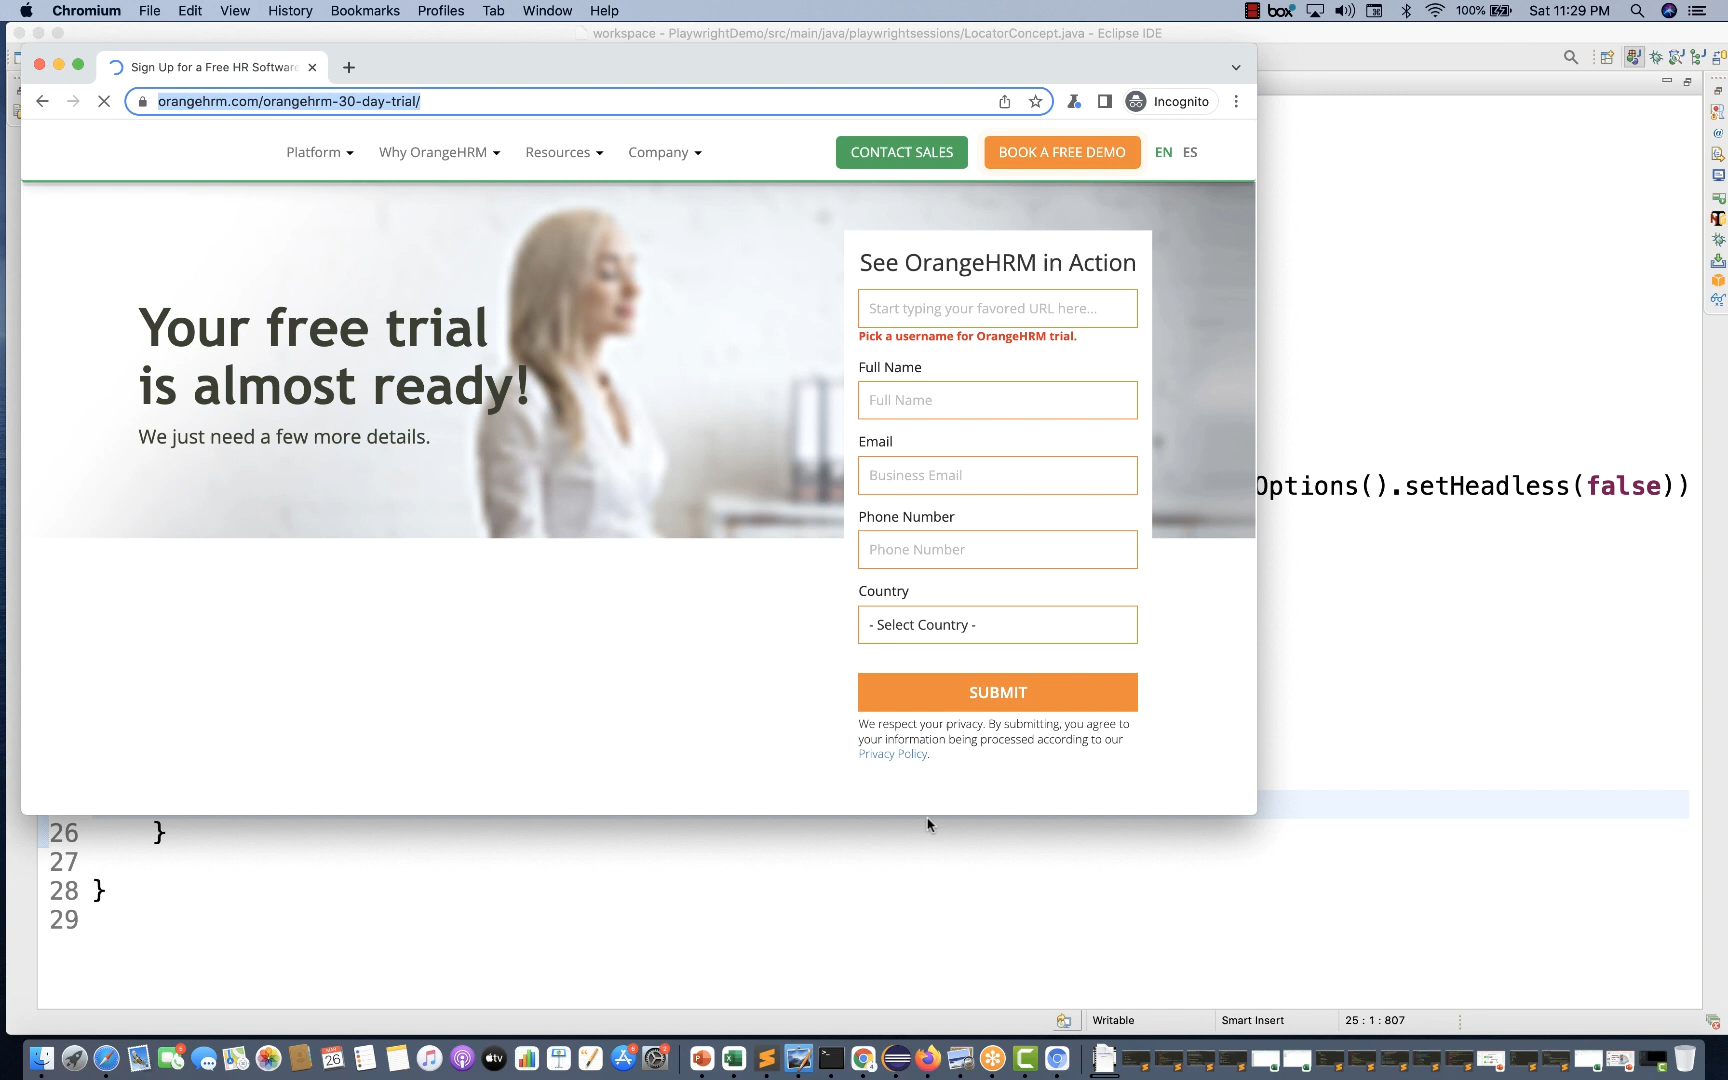 Chromium File Edit View History Bookmarks Profiles Tab Window Help
box 100% Sat 11:29 PM
workspace - PlaywrightDemo/src/main/java/playwrightsessions/LocatorConcept.java - Eclipse IDE
Sign Up for a Free HR Software
orangehrm.com/orangehrm-30-day-trial/
Incognito
Platform Why OrangeHRM Resources Company
CONTACT SALES BOOK A FREE DEMO EN ES
See OrangeHRM in Action
Start typing your favored URL here...
Pick a username for OrangeHRM trial.
Your free trial
is almost ready!
We just need a few more details.
Full Name
Full Name
Email
Business Email
Phone Number
Phone Number
Country
- Select Country -
SUBMIT
We respect your privacy. By submitting, you agree to
your information being processed according to our
Privacy Policy.
Options().setHeadless(false))
26 }
27
28 }
29
Writable Smart Insert 25 : 1 : 807
tv
26